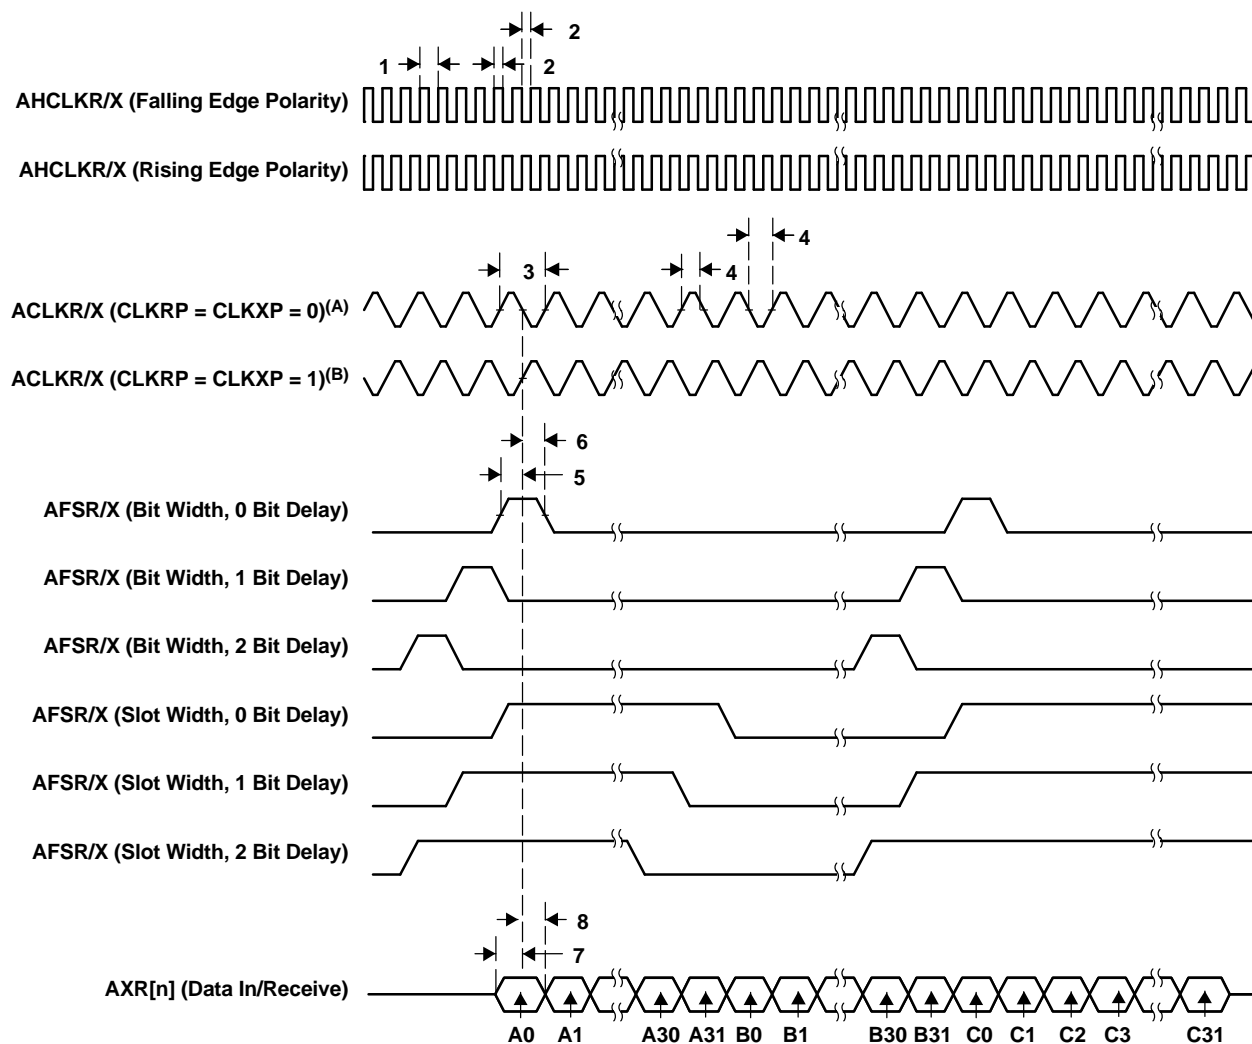 2
1
2
AHCLKR/X (Falling Edge Polarity)
AHCLKR/X (Rising Edge Polarity)
4
3
4
ACLKR/X (CLKRP = CLKXP = 0)(A)
ACLKR/X (CLKRP = CLKXP = 1)(B)
6
5
AFSR/X (Bit Width, 0 Bit Delay)
AFSR/X (Bit Width, 1 Bit Delay)
AFSR/X (Bit Width, 2 Bit Delay)
AFSR/X (Slot Width, 0 Bit Delay)
AFSR/X (Slot Width, 1 Bit Delay)
AFSR/X (Slot Width, 2 Bit Delay)
8
7
AXR[n] (Data In/Receive)
A0 A1 A30 A31 B0 B1 B30 B31 C0 C1 C2 C3 C31